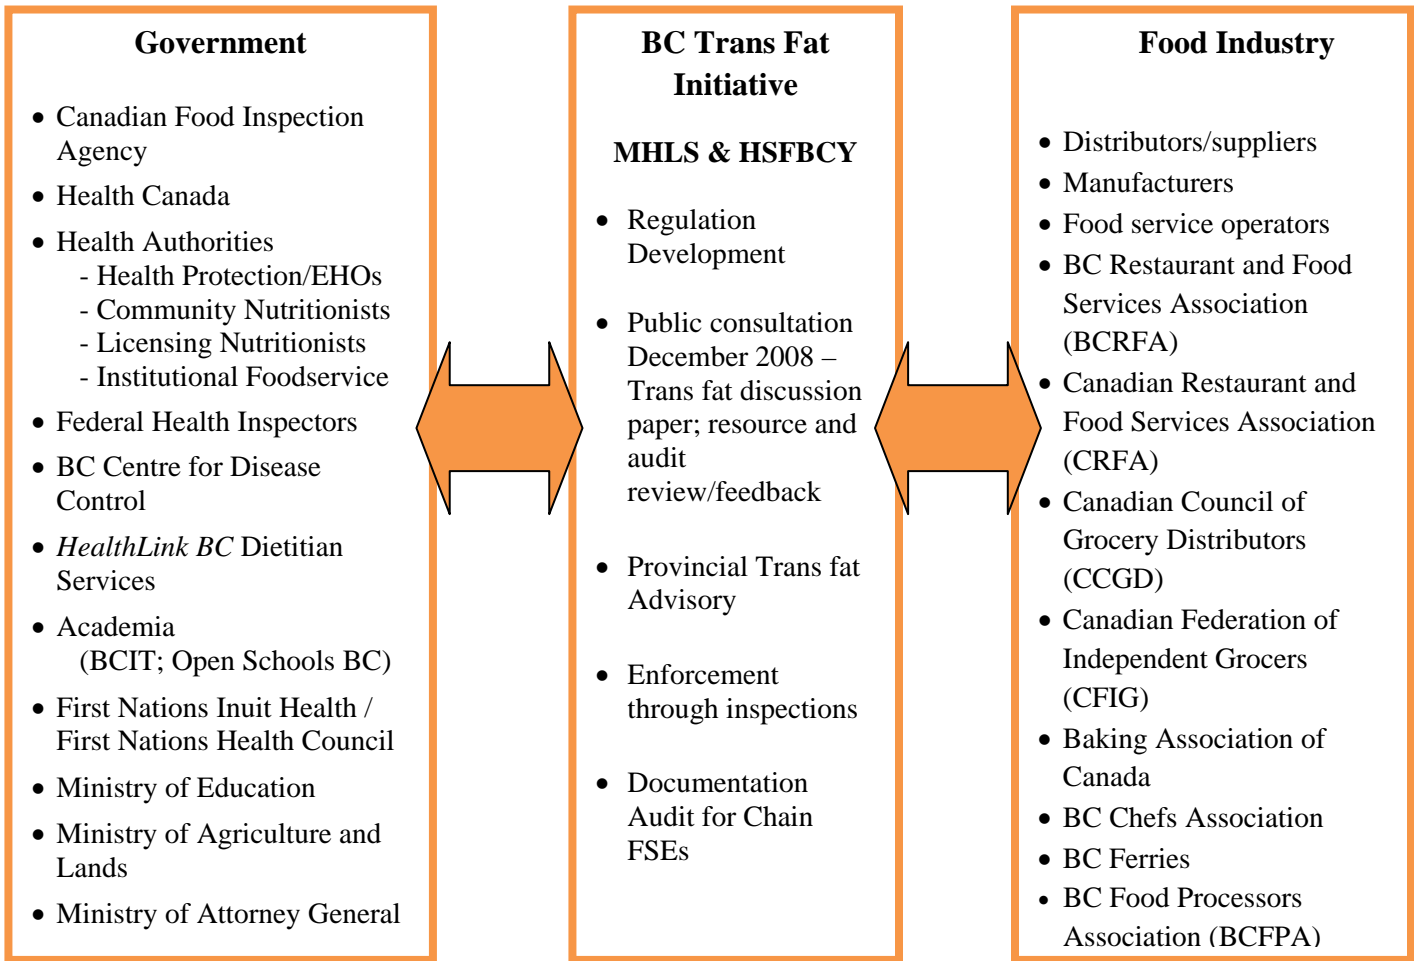 Government
• Canadian Food Inspection
Agency
• Health Canada
• Health Authorities
- Health Protection/EHOs
- Community Nutritionists
- Licensing Nutritionists
- Institutional Foodservice
• Federal Health Inspectors
• BC Centre for Disease
Control
• HealthLink BC Dietitian
Services
• Academia
(BCIT; Open Schools BC)
• First Nations Inuit Health /
First Nations Health Council
• Ministry of Education
• Ministry of Agriculture and
Lands
• Ministry of Attorney General
BC Trans Fat
Initiative
MHLS & HSFBCY
• Regulation
Development
• Public consultation
December 2008 –
Trans fat discussion
paper; resource and
audit
review/feedback
• Provincial Trans fat
Advisory
• Enforcement
through inspections
• Documentation
Audit for Chain
FSEs
Food Industry
• Distributors/suppliers
• Manufacturers
• Food service operators
• BC Restaurant and Food
Services Association
(BCRFA)
• Canadian Restaurant and
Food Services Association
(CRFA)
• Canadian Council of
Grocery Distributors
(CCGD)
• Canadian Federation of
Independent Grocers
(CFIG)
• Baking Association of
Canada
• BC Chefs Association
• BC Ferries
• BC Food Processors
Association (BCFPA)